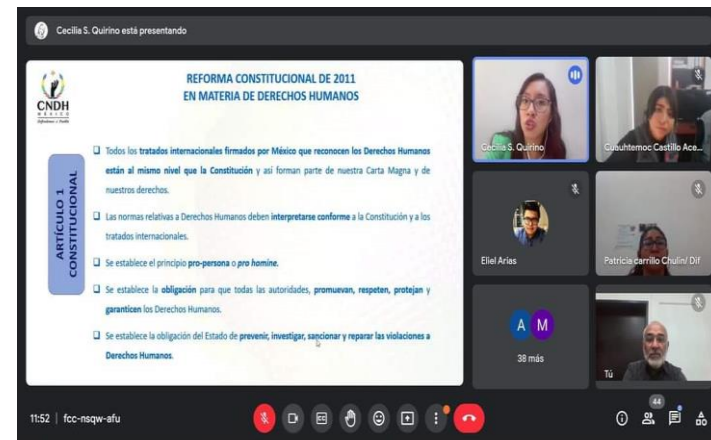 Cecilia S. Quirino está presentando
CNDH
MÉXICO
REFORMA CONSTITUCIONAL DE 2011
EN MATERIA DE DERECHOS HUMANOS
ARTÍCULO 1
CONSTITUCIONAL
Todos los tratados internacionales firmados por México que reconocen los Derechos Humanos
están al mismo nivel que la Constitución y así forman parte de nuestra Carta Magna y de
nuestros derechos.
Las normas relativas a Derechos Humanos deben interpretarse conforme a la Constitución y a los
tratados internacionales.
Se establece el principio pro-persona o pro homine.
Se establece la obligación para que todas las autoridades, promuevan, respeten, protejan y
garanticen los Derechos Humanos.
Se establece la obligación del Estado de prevenir, investigar, sancionar y reparar las violaciones a
Derechos Humanos.
Cecilia S. Quirino
Cuauhtemoc Castillo Ace...
Eliel Arias
Patricia carrillo Chulin/ Dif
A M
38 más
Tú
11:52 | fcc-nsqw-afu
44